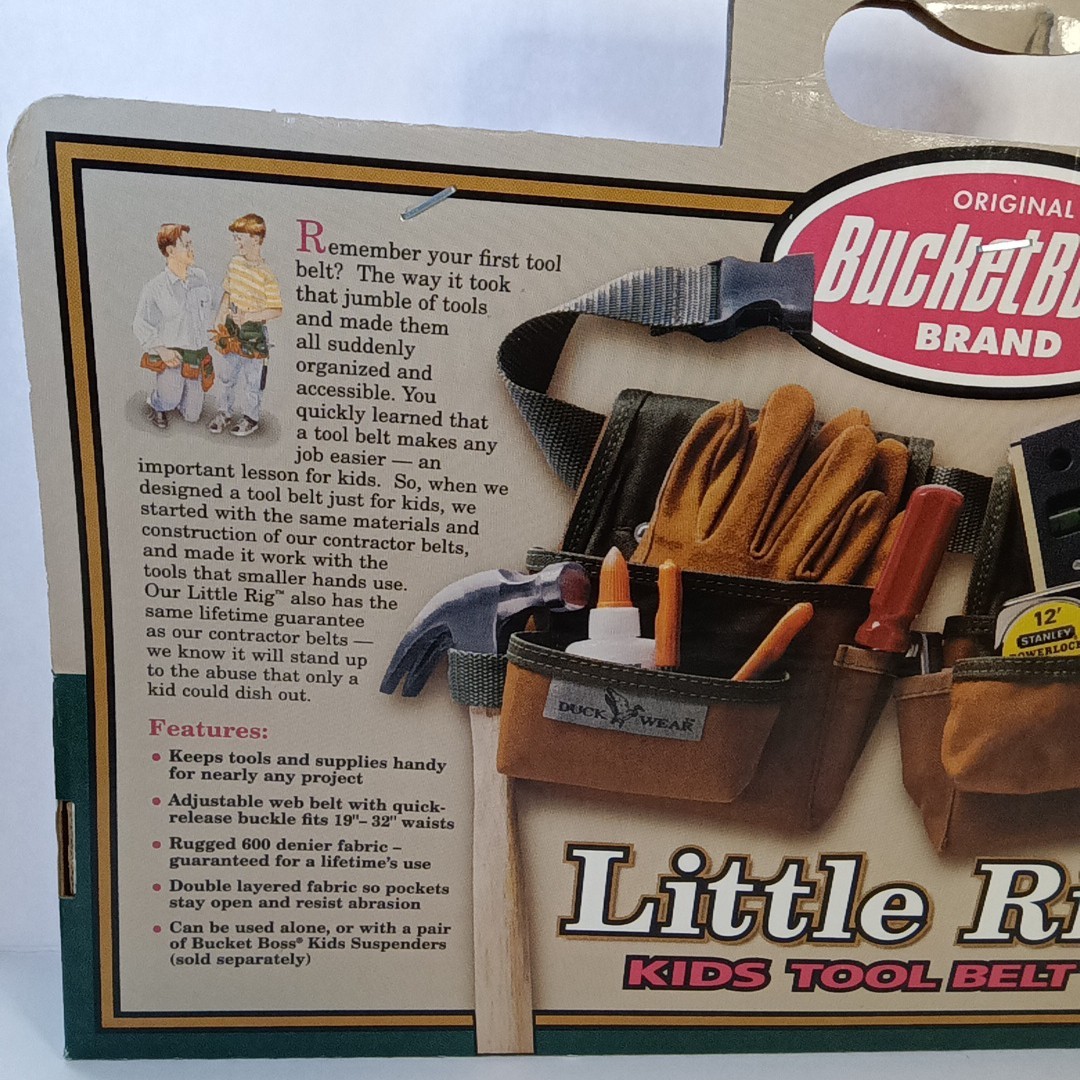 Remember your first tool
belt? The way it took
that jumble of tools
and made them
all suddenly
organized and
accessible. You
quickly learned that
a tool belt makes any
job easier — an
important lesson for kids. So, when we
designed a tool belt just for kids, we
started with the same materials and
construction of our contractor belts,
and made it work with the
tools that smaller hands use.
Our Little Rig™ also has the
same lifetime guarantee
as our contractor belts —
we know it will stand up
to the abuse that only a
kid could dish out.
Features:
• Keeps tools and supplies handy
for nearly any project
• Adjustable web belt with quick-
release buckle fits 19"– 32" waists
• Rugged 600 denier fabric –
guaranteed for a lifetime's use
• Double layered fabric so pockets
stay open and resist abrasion
• Can be used alone, or with a pair
of Bucket Boss® Kids Suspenders
(sold separately)
ORIGINAL
BucketB
BRAND
12'
STANLEY
POWERLOCK
DUCK WEAR™
Little Ri
KIDS TOOL BELT